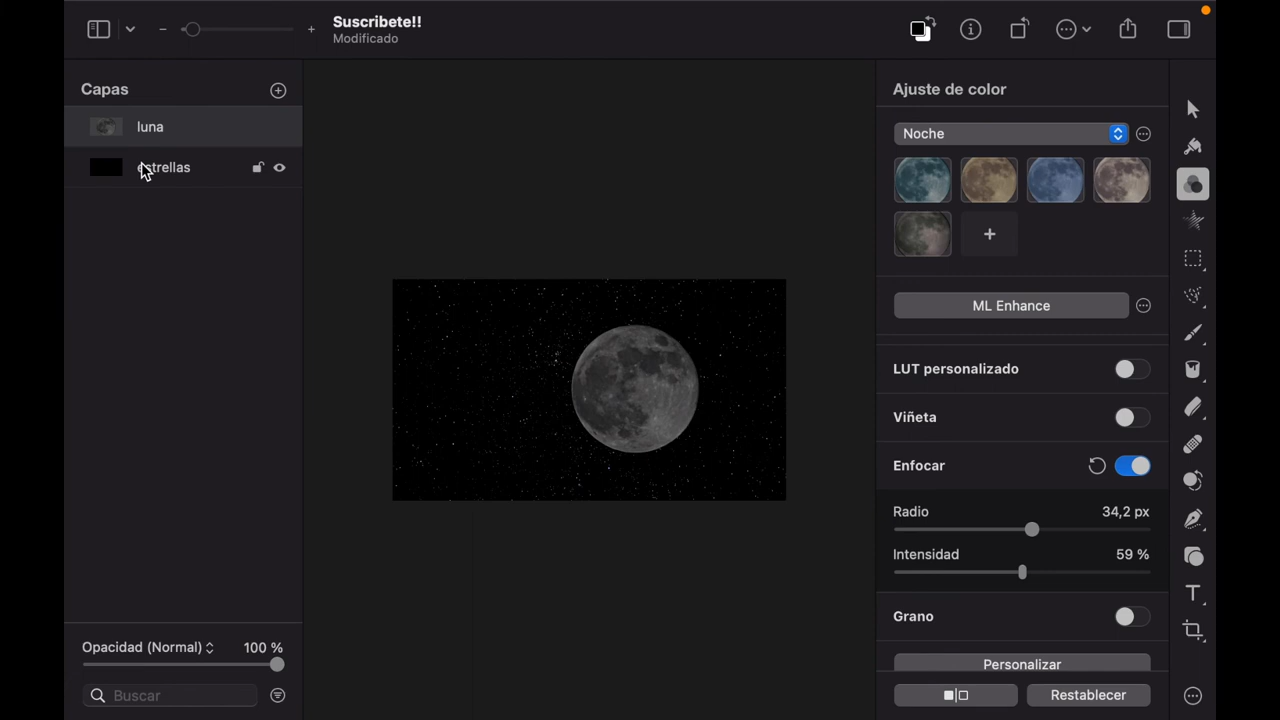 Suscribete!!
Modificado
Capas
luna
estrellas
Opacidad (Normal) 100 %
Buscar
Ajuste de color
Noche
ML Enhance
LUT personalizado
Viñeta
Enfocar
Radio 34,2 px
Intensidad 59 %
Grano
Personalizar
Restablecer